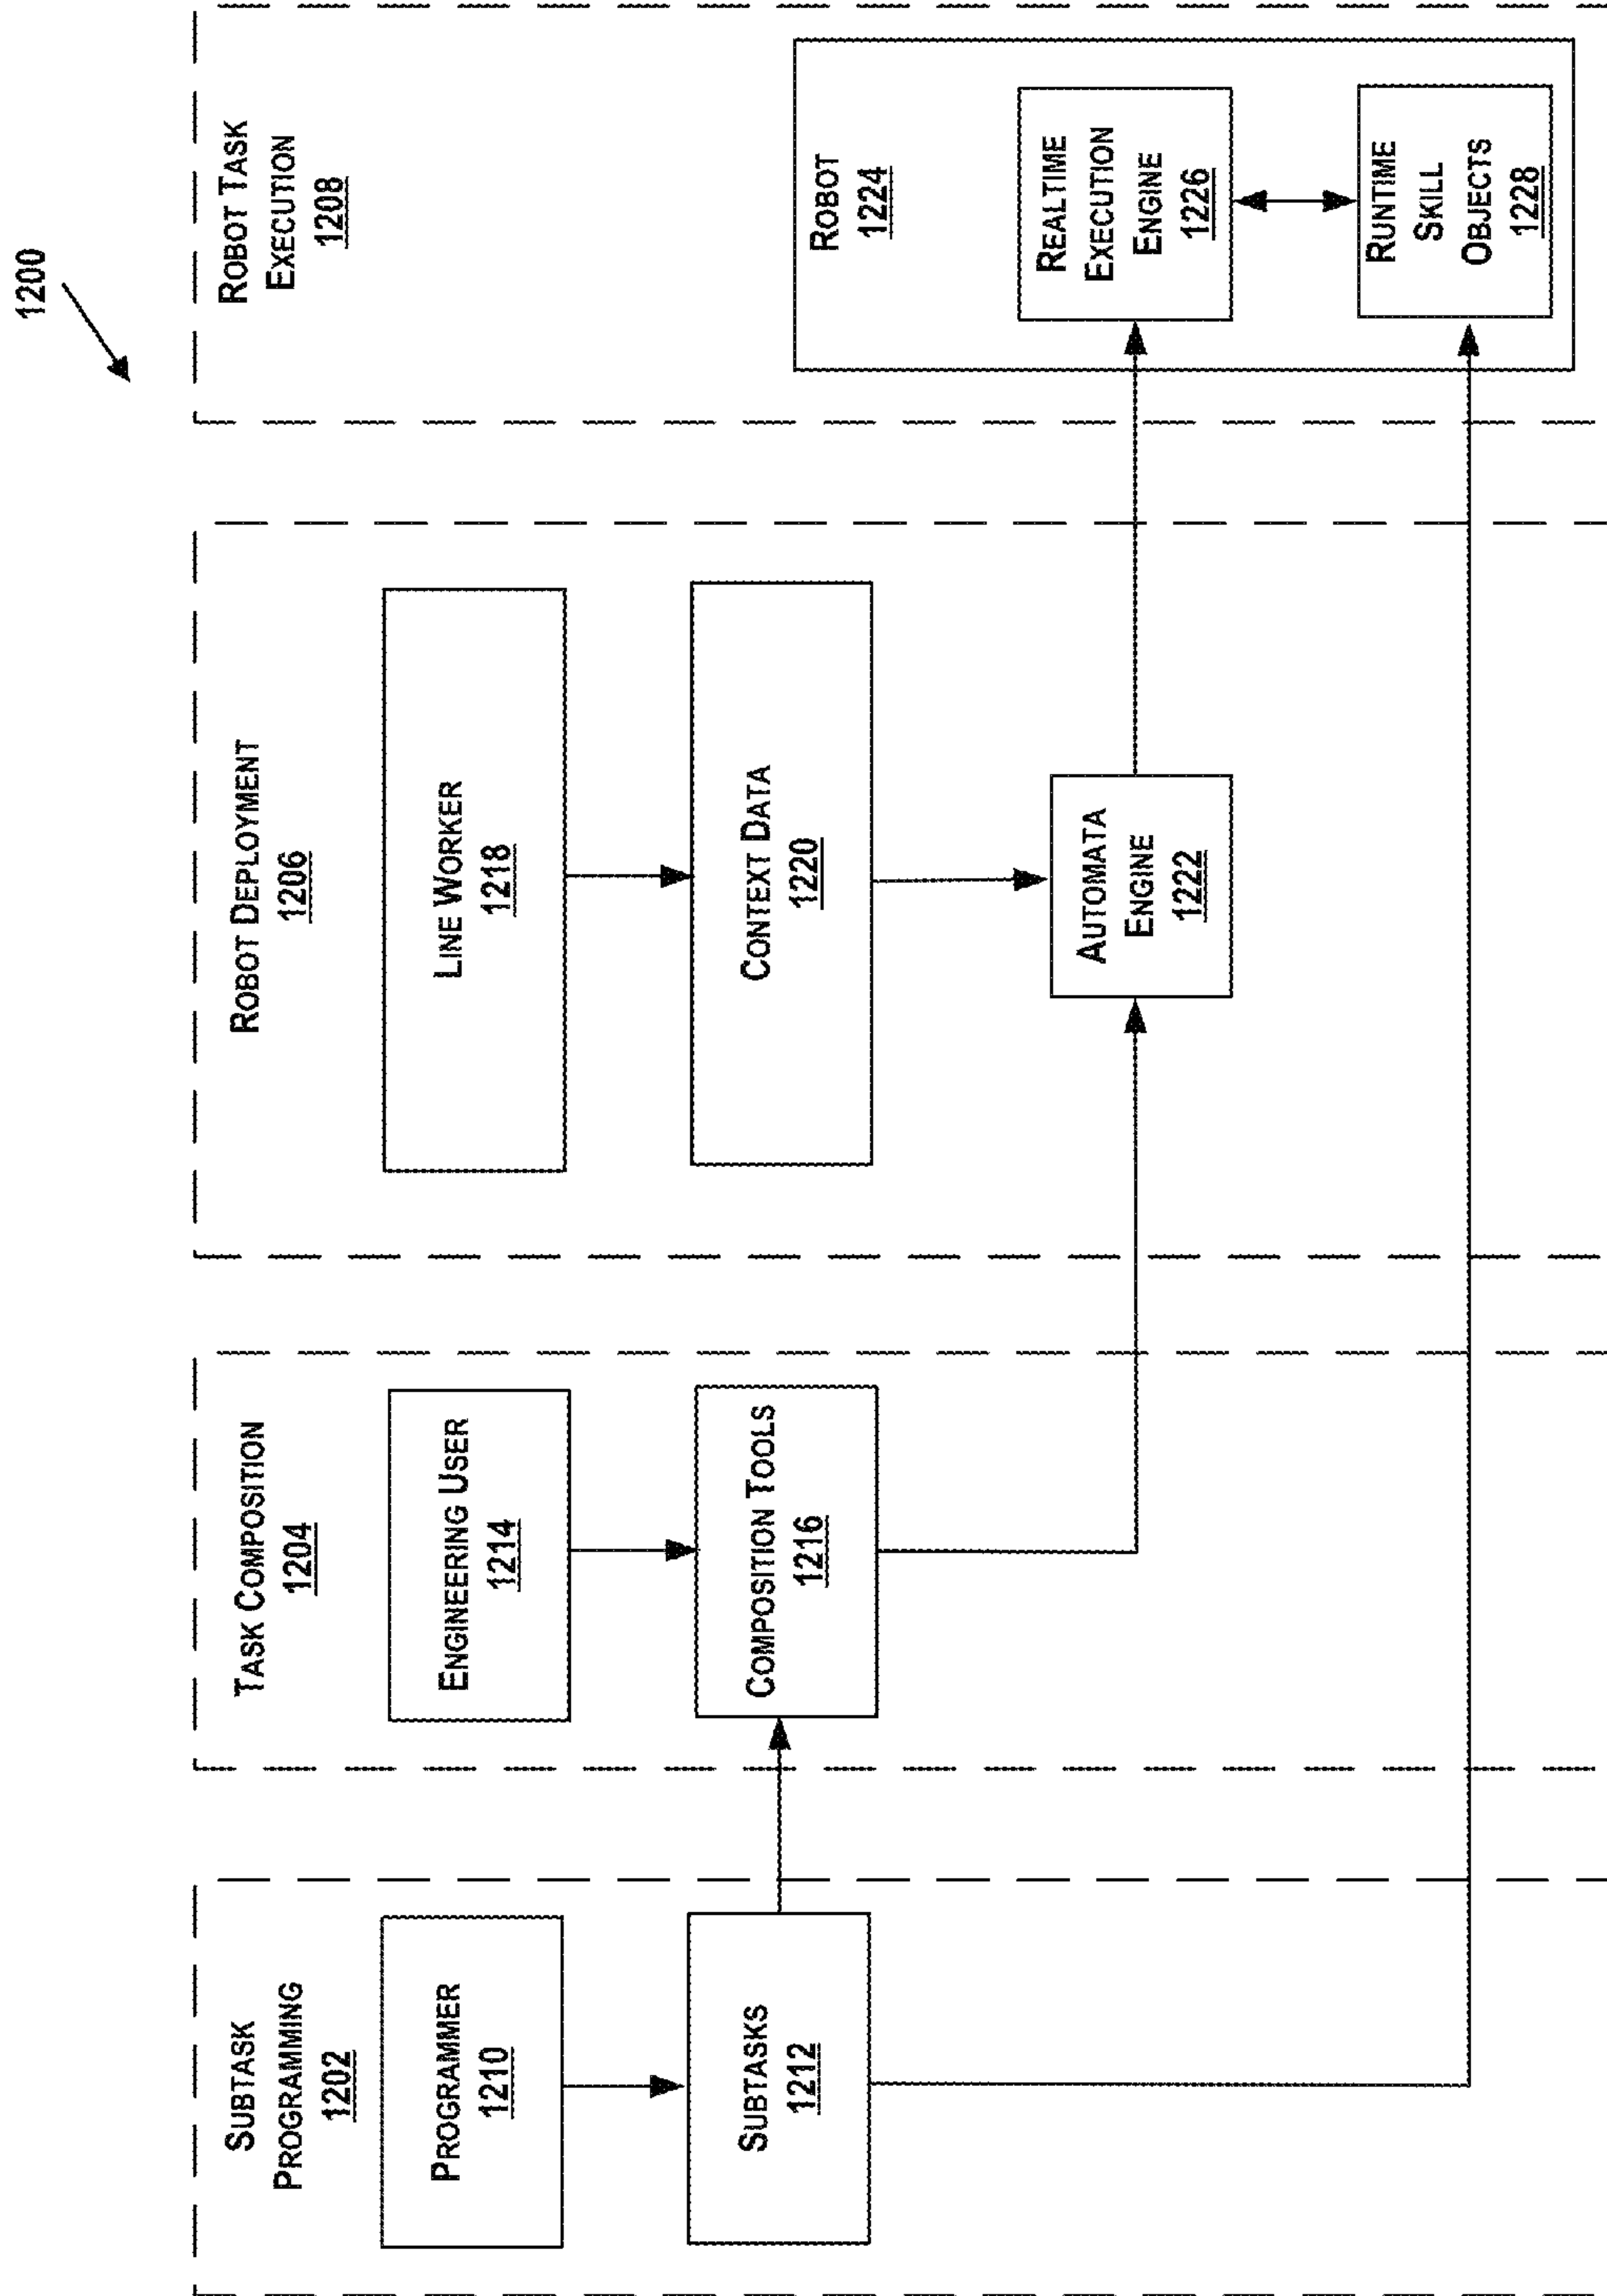 1200
SUBTASK
PROGRAMMING
1202
PROGRAMMER
1210
SUBTASKS
1212
TASK COMPOSITION
1204
ENGINEERING USER
1214
COMPOSITION TOOLS
1216
ROBOT DEPLOYMENT
1206
LINE WORKER
1218
CONTEXT DATA
1220
AUTOMATA
ENGINE
1222
ROBOT TASK
EXECUTION
1208
ROBOT
1224
REALTIME
EXECUTION
ENGINE
1226
RUNTIME
SKILL
OBJECTS
1228